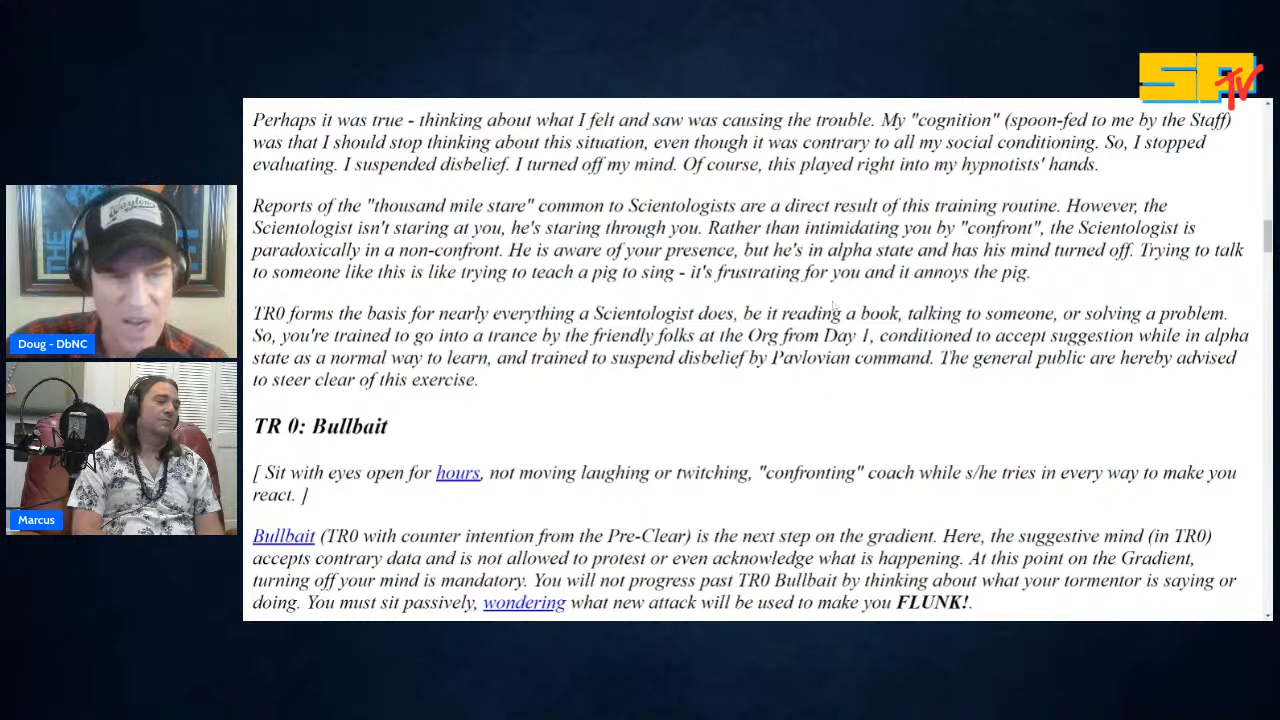 SPTV
Perhaps it was true - thinking about what I felt and saw was causing the trouble. My "cognition" (spoon-fed to me by the Staff)
was that I should stop thinking about this situation, even though it was contrary to all my social conditioning. So, I stopped
evaluating. I suspended disbelief. I turned off my mind. Of course, this played right into my hypnotists' hands.
Reports of the "thousand mile stare" common to Scientologists are a direct result of this training routine. However, the
Scientologist isn't staring at you, he's staring through you. Rather than intimidating you by "confront", the Scientologist is
paradoxically in a non-confront. He is aware of your presence, but he's in alpha state and has his mind turned off. Trying to talk
to someone like this is like trying to teach a pig to sing - it's frustrating for you and it annoys the pig.
TR0 forms the basis for nearly everything a Scientologist does, be it reading a book, talking to someone, or solving a problem.
So, you're trained to go into a trance by the friendly folks at the Org from Day 1, conditioned to accept suggestion while in alpha
state as a normal way to learn, and trained to suspend disbelief by Pavlovian command. The general public are hereby advised
to steer clear of this exercise.
TR 0: Bullbait
[ Sit with eyes open for hours, not moving laughing or twitching, "confronting" coach while s/he tries in every way to make you
react. ]
Bullbait (TR0 with counter intention from the Pre-Clear) is the next step on the gradient. Here, the suggestive mind (in TR0)
accepts contrary data and is not allowed to protest or even acknowledge what is happening. At this point on the Gradient,
turning off your mind is mandatory. You will not progress past TR0 Bullbait by thinking about what your tormentor is saying or
doing. You must sit passively, wondering what new attack will be used to make you FLUNK!.
Doug - DbNC
Marcus